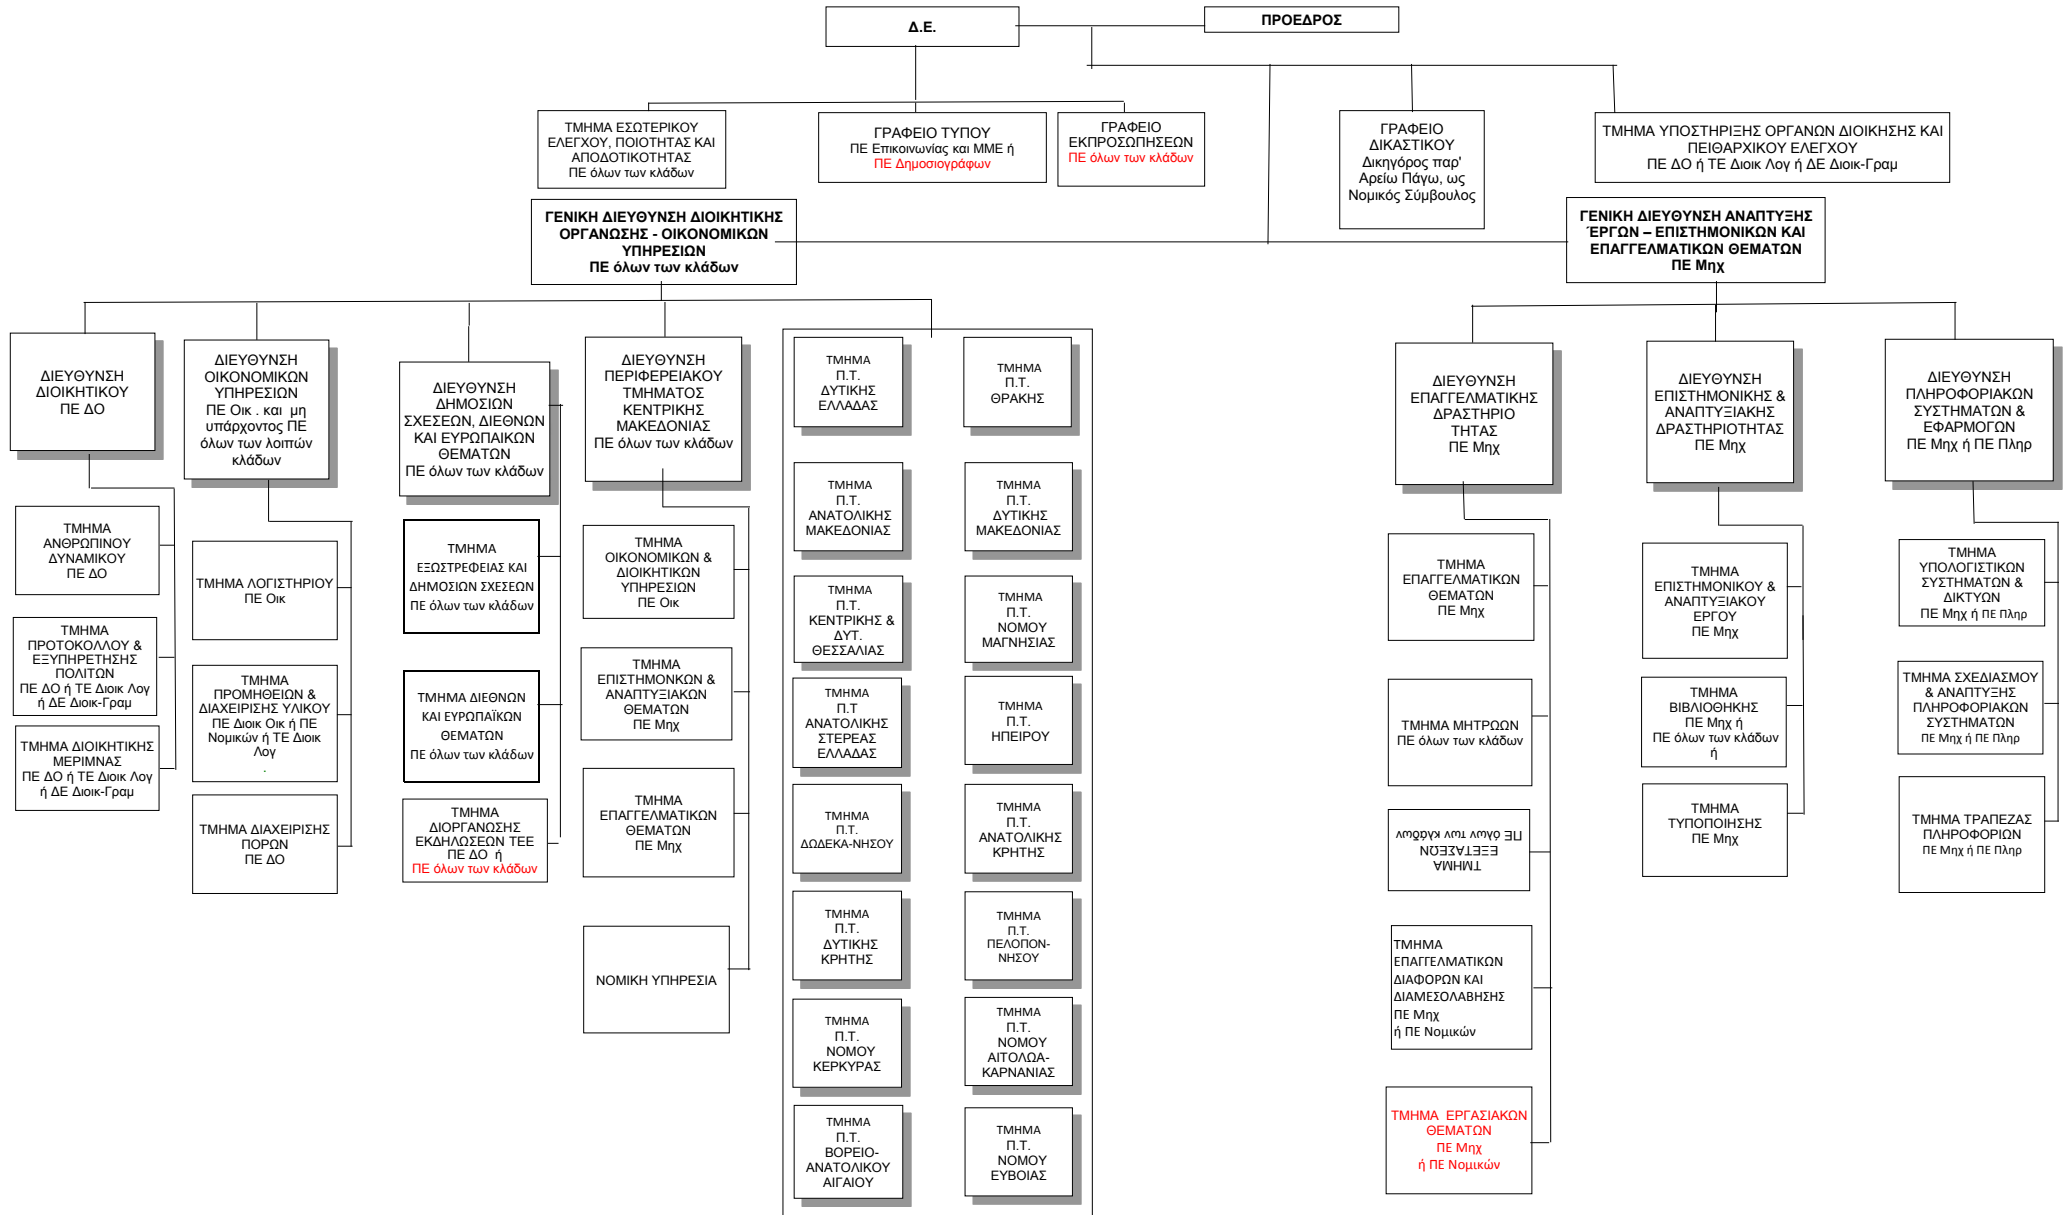 Δ.Ε.
ΠΡΟΕΔΡΟΣ
ΤΜΗΜΑ ΕΣΩΤΕΡΙΚΟΥ
ΕΛΕΓΧΟΥ, ΠΟΙΟΤΗΤΑΣ ΚΑΙ
ΑΠΟΔΟΤΙΚΟΤΗΤΑΣ
ΠΕ όλων των κλάδων
ΓΡΑΦΕΙΟ ΤΥΠΟΥ
ΠΕ Επικοινωνίας και ΜΜΕ ή
ΠΕ Δημοσιογράφων
ΓΡΑΦΕΙΟ
ΕΚΠΡΟΣΩΠΗΣΕΩΝ
ΠΕ όλων των κλάδων
ΓΡΑΦΕΙΟ
ΔΙΚΑΣΤΙΚΟΥ
Δικηγόρος παρ'
Αρείω Πάγω, ως
Νομικός Σύμβουλος
ΤΜΗΜΑ ΥΠΟΣΤΗΡΙΞΗΣ ΟΡΓΑΝΩΝ ΔΙΟΙΚΗΣΗΣ ΚΑΙ
ΠΕΙΘΑΡΧΙΚΟΥ ΕΛΕΓΧΟΥ
ΠΕ ΔΟ ή ΤΕ Διοικ Λογ ή ΔΕ Διοικ-Γραμ
ΓΕΝΙΚΗ ΔΙΕΥΘΥΝΣΗ ΔΙΟΙΚΗΤΙΚΗΣ
ΟΡΓΑΝΩΣΗΣ - ΟΙΚΟΝΟΜΙΚΩΝ
ΥΠΗΡΕΣΙΩΝ
ΠΕ όλων των κλάδων
ΓΕΝΙΚΗ ΔΙΕΥΘΥΝΣΗ ΑΝΑΠΤΥΞΗΣ
ΈΡΓΩΝ – ΕΠΙΣΤΗΜΟΝΙΚΩΝ ΚΑΙ
ΕΠΑΓΓΕΛΜΑΤΙΚΩΝ ΘΕΜΑΤΩΝ
ΠΕ Μηχ
ΔΙΕΥΘΥΝΣΗ
ΔΙΟΙΚΗΤΙΚΟΥ
ΠΕ ΔΟ
ΤΜΗΜΑ
ΑΝΘΡΩΠΙΝΟΥ
ΔΥΝΑΜΙΚΟΥ
ΠΕ ΔΟ
ΤΜΗΜΑ
ΠΡΟΤΟΚΟΛΛΟΥ &
ΕΞΥΠΗΡΕΤΗΣΗΣ
ΠΟΛΙΤΩΝ
ΠΕ ΔΟ ή ΤΕ Διοικ Λογ
ή ΔΕ Διοικ-Γραμ
ΤΜΗΜΑ ΔΙΟΙΚΗΤΙΚΗΣ
ΜΕΡΙΜΝΑΣ
ΠΕ ΔΟ ή ΤΕ Διοικ Λογ
ή ΔΕ Διοικ-Γραμ
ΔΙΕΥΘΥΝΣΗ
ΟΙΚΟΝΟΜΙΚΩΝ
ΥΠΗΡΕΣΙΩΝ
ΠΕ Οικ . και μη
υπάρχοντος ΠΕ
όλων των λοιπών
κλάδων
ΤΜΗΜΑ ΛΟΓΙΣΤΗΡΙΟΥ
ΠΕ Οικ
ΤΜΗΜΑ
ΠΡΟΜΗΘΕΙΩΝ &
ΔΙΑΧΕΙΡΙΣΗΣ ΥΛΙΚΟΥ
ΠΕ Διοικ Οικ ή ΠΕ
Νομικών ή ΤΕ Διοικ
Λογ
.
ΤΜΗΜΑ ΔΙΑΧΕΙΡΙΣΗΣ
ΠΟΡΩΝ
ΠΕ ΔΟ
ΔΙΕΥΘΥΝΣΗ
ΔΗΜΟΣΙΩΝ
ΣΧΕΣΕΩΝ, ΔΙΕΘΝΩΝ
ΚΑΙ ΕΥΡΩΠΑΙΚΩΝ
ΘΕΜΑΤΩΝ
ΠΕ όλων των κλάδων
ΤΜΗΜΑ
ΕΞΩΣΤΡΕΦΕΙΑΣ ΚΑΙ
ΔΗΜΟΣΙΩΝ ΣΧΕΣΕΩΝ
ΠΕ όλων των κλάδων
ΤΜΗΜΑ ΔΙΕΘΝΩΝ
ΚΑΙ ΕΥΡΩΠΑΪΚΩΝ
ΘΕΜΑΤΩΝ
ΠΕ όλων των κλάδων
ΤΜΗΜΑ
ΔΙΟΡΓΑΝΩΣΗΣ
ΕΚΔΗΛΩΣΕΩΝ ΤΕΕ
ΠΕ ΔΟ ή
ΠΕ όλων των κλάδων
ΔΙΕΥΘΥΝΣΗ
ΠΕΡΙΦΕΡΕΙΑΚΟΥ
ΤΜΗΜΑΤΟΣ
ΚΕΝΤΡΙΚΗΣ
ΜΑΚΕΔΟΝΙΑΣ
ΠΕ όλων των κλάδων
ΤΜΗΜΑ
ΟΙΚΟΝΟΜΙΚΩΝ &
ΔΙΟΙΚΗΤΙΚΩΝ
ΥΠΗΡΕΣΙΩΝ
ΠΕ Οικ
ΤΜΗΜΑ
ΕΠΙΣΤΗΜΟΝΚΩΝ &
ΑΝΑΠΤΥΞΙΑΚΩΝ
ΘΕΜΑΤΩΝ
ΠΕ Μηχ
ΤΜΗΜΑ
ΕΠΑΓΓΕΛΜΑΤΙΚΩΝ
ΘΕΜΑΤΩΝ
ΠΕ Μηχ
ΝΟΜΙΚΗ ΥΠΗΡΕΣΙΑ
ΤΜΗΜΑ
Π.Τ.
ΔΥΤΙΚΗΣ
ΕΛΛΑΔΑΣ
ΤΜΗΜΑ
Π.Τ.
ΘΡΑΚΗΣ
ΤΜΗΜΑ
Π.Τ.
ΑΝΑΤΟΛΙΚΗΣ
ΜΑΚΕΔΟΝΙΑΣ
ΤΜΗΜΑ
Π.Τ.
ΔΥΤΙΚΗΣ
ΜΑΚΕΔΟΝΙΑΣ
ΤΜΗΜΑ
Π.Τ.
ΚΕΝΤΡΙΚΗΣ &
ΔΥΤ.
ΘΕΣΣΑΛΙΑΣ
ΤΜΗΜΑ
Π.Τ.
ΝΟΜΟΥ
ΜΑΓΝΗΣΙΑΣ
ΤΜΗΜΑ
Π.Τ
ΑΝΑΤΟΛΙΚΗΣ
ΣΤΕΡΕΑΣ
ΕΛΛΑΔΑΣ
ΤΜΗΜΑ
Π.Τ.
ΗΠΕΙΡΟΥ
ΤΜΗΜΑ
Π.Τ.
ΔΩΔΕΚΑ-ΝΗΣΟΥ
ΤΜΗΜΑ
Π.Τ.
ΑΝΑΤΟΛΙΚΗΣ
ΚΡΗΤΗΣ
ΤΜΗΜΑ
Π.Τ.
ΔΥΤΙΚΗΣ
ΚΡΗΤΗΣ
ΤΜΗΜΑ
Π.Τ.
ΠΕΛΟΠΟΝ-
ΝΗΣΟΥ
ΤΜΗΜΑ
Π.Τ.
ΝΟΜΟΥ
ΚΕΡΚΥΡΑΣ
ΤΜΗΜΑ
Π.Τ.
ΝΟΜΟΥ
ΑΙΤΟΛΩΑ-
ΚΑΡΝΑΝΙΑΣ
ΤΜΗΜΑ
Π.Τ.
ΒΟΡΕΙΟ-
ΑΝΑΤΟΛΙΚΟΥ
ΑΙΓΑΙΟΥ
ΤΜΗΜΑ
Π.Τ.
ΝΟΜΟΥ
ΕΥΒΟΙΑΣ
ΔΙΕΥΘΥΝΣΗ
ΕΠΑΓΓΕΛΜΑΤΙΚΗΣ
ΔΡΑΣΤΗΡΙΟ
ΤΗΤΑΣ
ΠΕ Μηχ
ΤΜΗΜΑ
ΕΠΑΓΓΕΛΜΑΤΙΚΩΝ
ΘΕΜΑΤΩΝ
ΠΕ Μηχ
ΤΜΗΜΑ ΜΗΤΡΩΩΝ
ΠΕ όλων των κλάδων
ΤΜΗΜΑ
ΕΞΕΤΑΣΕΩΝ
ΠΕ όλων των κλάδων
ΤΜΗΜΑ
ΕΠΑΓΓΕΛΜΑΤΙΚΩΝ
ΔΙΑΦΟΡΩΝ ΚΑΙ
ΔΙΑΜΕΣΟΛΑΒΗΣΗΣ
ΠΕ Μηχ
ή ΠΕ Νομικών
ΤΜΗΜΑ ΕΡΓΑΣΙΑΚΩΝ
ΘΕΜΑΤΩΝ
ΠΕ Μηχ
ή ΠΕ Νομικών
ΔΙΕΥΘΥΝΣΗ
ΕΠΙΣΤΗΜΟΝΙΚΗΣ &
ΑΝΑΠΤΥΞΙΑΚΗΣ
ΔΡΑΣΤΗΡΙΟΤΗΤΑΣ
ΠΕ Μηχ
ΤΜΗΜΑ
ΕΠΙΣΤΗΜΟΝΙΚΟΥ &
ΑΝΑΠΤΥΞΙΑΚΟΥ
ΕΡΓΟΥ
ΠΕ Μηχ
ΤΜΗΜΑ
ΒΙΒΛΙΟΘΗΚΗΣ
ΠΕ Μηχ ή
ΠΕ όλων των κλάδων
ή
ΤΜΗΜΑ
ΤΥΠΟΠΟΙΗΣΗΣ
ΠΕ Μηχ
ΔΙΕΥΘΥΝΣΗ
ΠΛΗΡΟΦΟΡΙΑΚΩΝ
ΣΥΣΤΗΜΑΤΩΝ &
ΕΦΑΡΜΟΓΩΝ
ΠΕ Μηχ ή ΠΕ Πληρ
ΤΜΗΜΑ
ΥΠΟΛΟΓΙΣΤΙΚΩΝ
ΣΥΣΤΗΜΑΤΩΝ &
ΔΙΚΤΥΩΝ
ΠΕ Μηχ ή ΠΕ Πληρ
ΤΜΗΜΑ ΣΧΕΔΙΑΣΜΟΥ
& ΑΝΑΠΤΥΞΗΣ
ΠΛΗΡΟΦΟΡΙΑΚΩΝ
ΣΥΣΤΗΜΑΤΩΝ
ΠΕ Μηχ ή ΠΕ Πληρ
ΤΜΗΜΑ ΤΡΑΠΕΖΑΣ
ΠΛΗΡΟΦΟΡΙΩΝ
ΠΕ Μηχ ή ΠΕ Πληρ